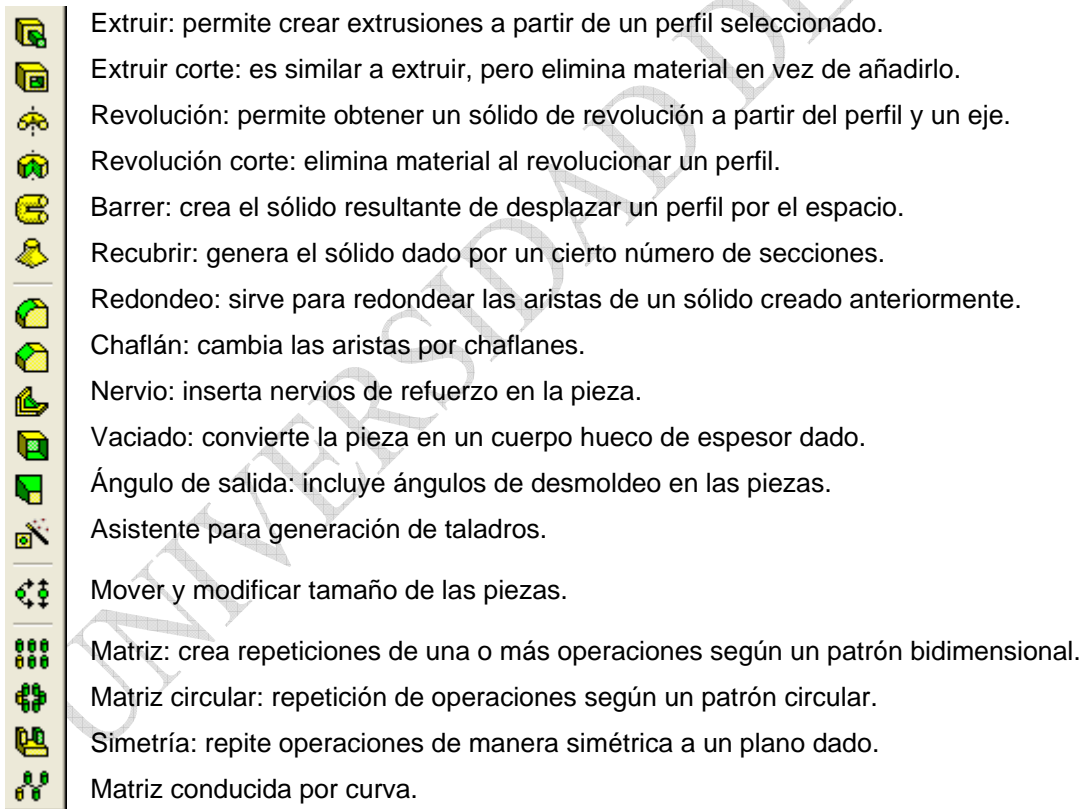 Extruir: permite crear extrusiones a partir de un perfil seleccionado.
Extruir corte: es similar a extruir, pero elimina material en vez de añadirlo.
Revolución: permite obtener un sólido de revolución a partir del perfil y un eje.
Revolución corte: elimina material al revolucionar un perfil.
Barrer: crea el sólido resultante de desplazar un perfil por el espacio.
Recubrir: genera el sólido dado por un cierto número de secciones.
Redondeo: sirve para redondear las aristas de un sólido creado anteriormente.
Chaflán: cambia las aristas por chaflanes.
Nervio: inserta nervios de refuerzo en la pieza.
Vaciado: convierte la pieza en un cuerpo hueco de espesor dado.
Ángulo de salida: incluye ángulos de desmoldeo en las piezas.
Asistente para generación de taladros.
Mover y modificar tamaño de las piezas.
Matriz: crea repeticiones de una o más operaciones según un patrón bidimensional.
Matriz circular: repetición de operaciones según un patrón circular.
Simetría: repite operaciones de manera simétrica a un plano dado.
Matriz conducida por curva.
UNIVERSIDAD